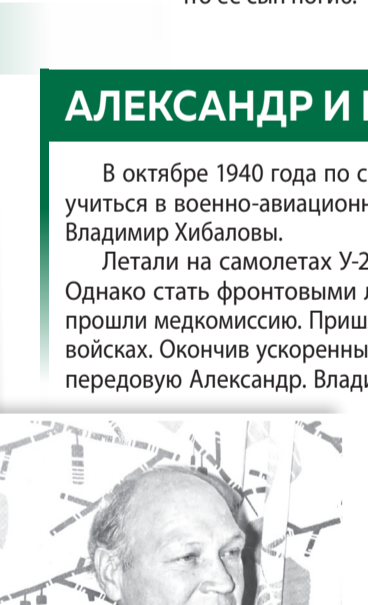 АЛЕКСАНДР И
В октябре 1940 года по с
учиться в военно-авиационн
Владимир Хибаловы.
Летали на самолетах У-2
Однако стать фронтовыми л
прошли медкомиссию. Приш
войсках. Окончив ускоренны
передовую Александр. Влади